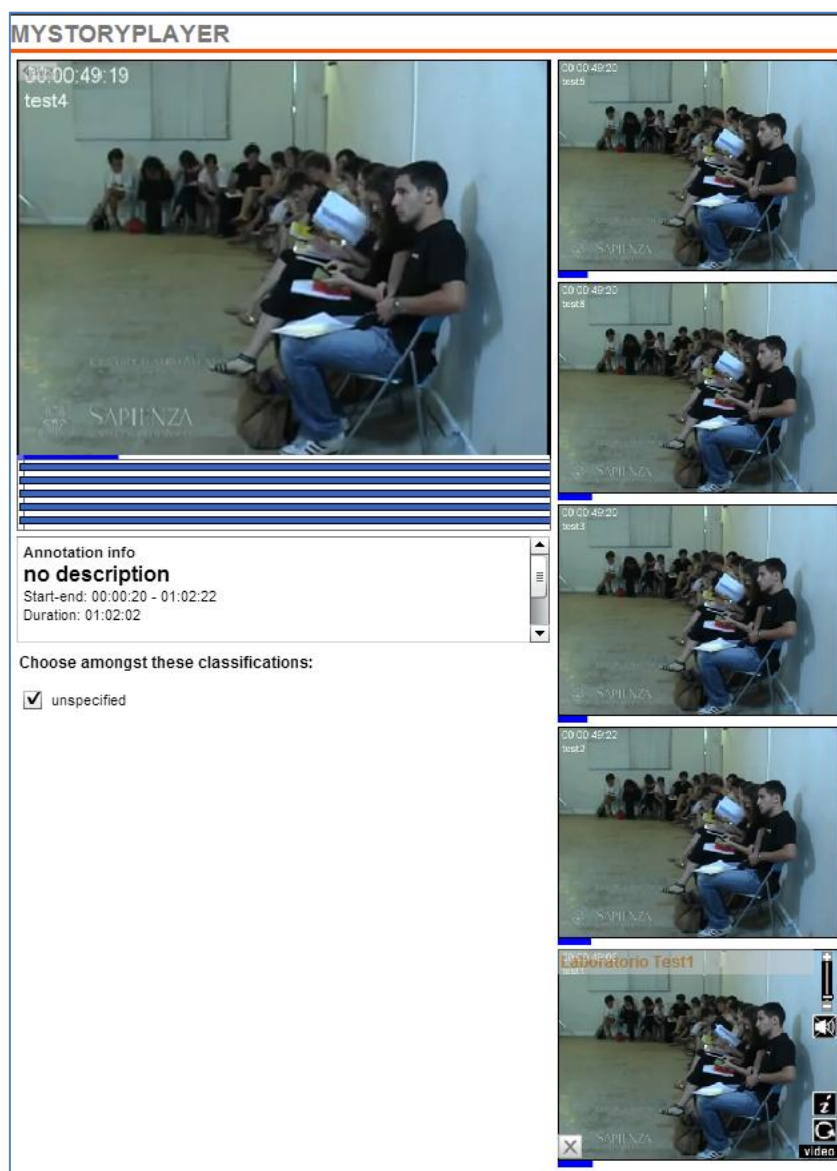 MYSTORYPLAYER
00:00:49:19
test4
SAPIENZA
Annotation info
no description
Start-end: 00:00:20 - 01:02:22
Duration: 01:02:02
Choose amongst these classifications:
unspecified
00:00:49:20
test5
SAPIENZA
00:00:49:20
SAPIENZA
00:00:49:20
test3
SAPIENZA
00:00:49:22
test2
SAPIENZA
Laboratorio Test1
test1
SAPIENZA
video